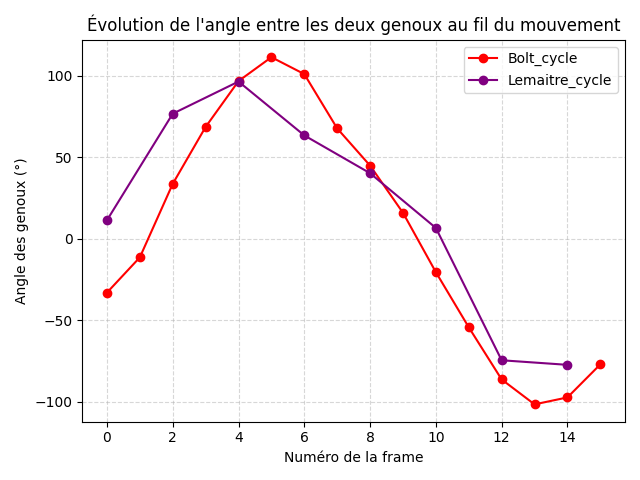 Évolution de l'angle entre les deux genoux au fil du mouvement
Bolt_cycle
Lemaitre_cycle
Angle des genoux (°)
100
50
0
−50
−100
0 2 4 6 8 10 12 14
Numéro de la frame